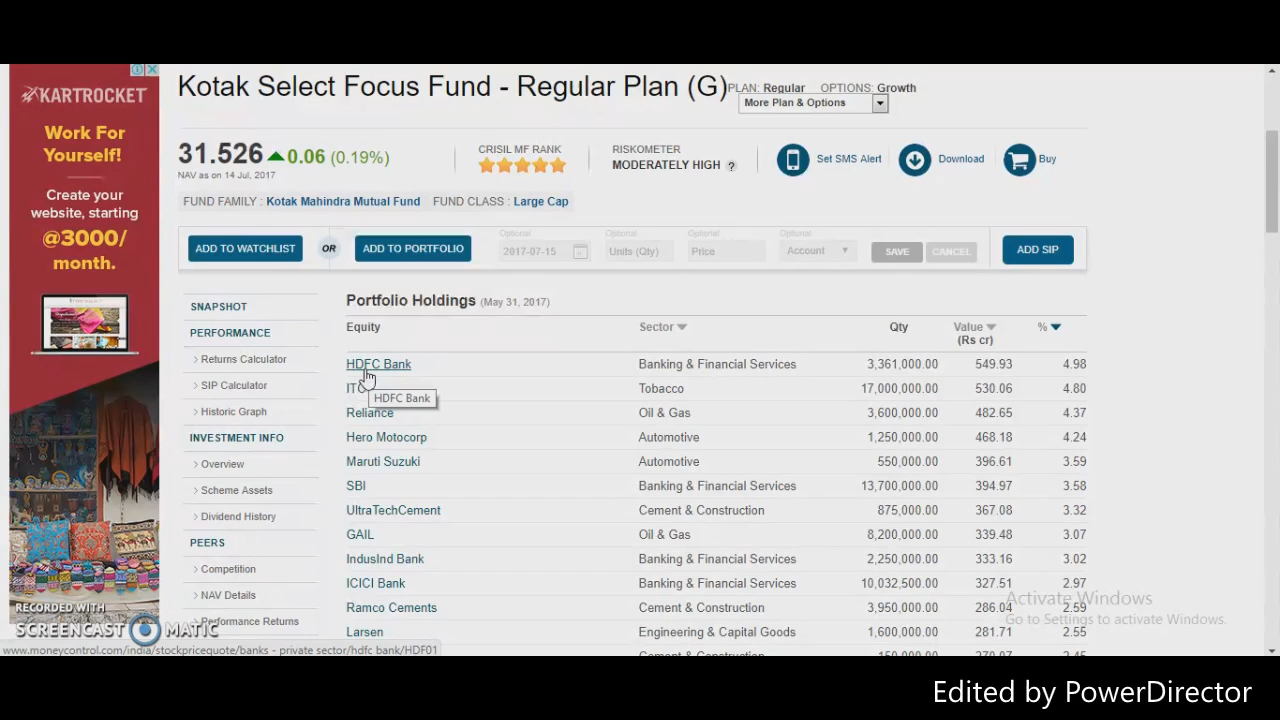 KARTROCKET
Work For
Yourself!
Create your
website, starting
@3000/
month.
Kotak Select Focus Fund - Regular Plan (G)
PLAN: Regular OPTIONS: Growth
More Plan & Options
31.526 0.06 (0.19%)
NAV as on 14 Jul, 2017
CRISIL MF RANK
RISKOMETER
MODERATELY HIGH ?
Set SMS Alert
Download
Buy
FUND FAMILY : Kotak Mahindra Mutual Fund FUND CLASS : Large Cap
ADD TO WATCHLIST OR ADD TO PORTFOLIO
Optional Optional Optional Optional
2017-07-15 Units (Qty) Price Account SAVE CANCEL ADD SIP
SNAPSHOT
PERFORMANCE
Returns Calculator
SIP Calculator
Historic Graph
INVESTMENT INFO
Overview
Scheme Assets
Dividend History
PEERS
Competition
NAV Details
Performance Returns
Portfolio Holdings (May 31, 2017)
Equity Sector Qty Value (Rs cr) %
HDFC Bank Banking & Financial Services 3,361,000.00 549.93 4.98
Tobacco 17,000,000.00 530.06 4.80
HDFC Bank
Reliance Oil & Gas 3,600,000.00 482.65 4.37
Hero Motocorp Automotive 1,250,000.00 468.18 4.24
Maruti Suzuki Automotive 550,000.00 396.61 3.59
SBI Banking & Financial Services 13,700,000.00 394.97 3.58
UltraTechCement Cement & Construction 875,000.00 367.08 3.32
GAIL Oil & Gas 8,200,000.00 339.48 3.07
IndusInd Bank Banking & Financial Services 2,250,000.00 333.16 3.02
ICICI Bank Banking & Financial Services 10,032,500.00 327.51 2.97
Ramco Cements Cement & Construction 3,950,000.00 286.04 2.59
Larsen Engineering & Capital Goods 1,600,000.00 281.71 2.55
Activate Windows
Go to Settings to activate Windows.
RECORDED WITH
SCREENCAST MATIC
www.moneycontrol.com/india/stockpricequote/banks - private sector/hdfc bank/HDF01
Edited by PowerDirector